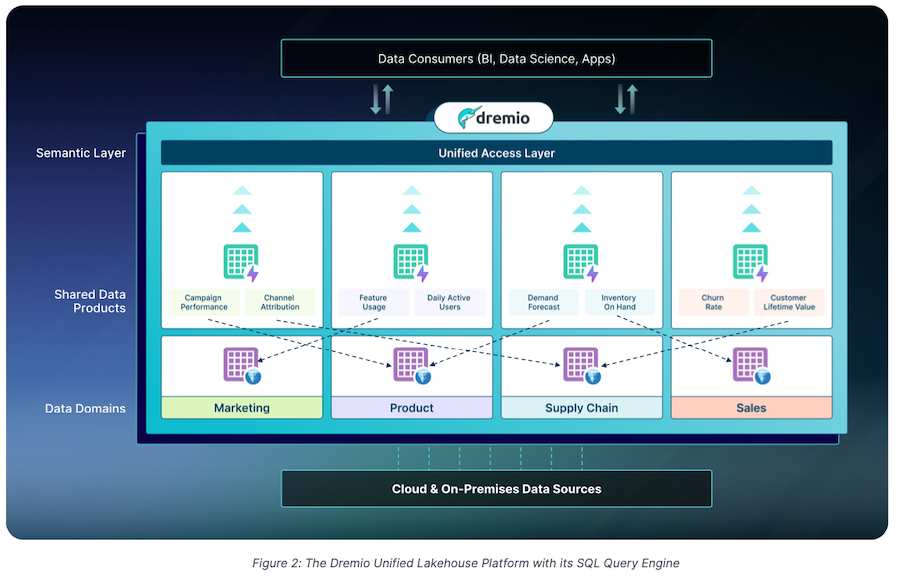 Data Consumers (BI, Data Science, Apps)
dremio
Semantic Layer
Unified Access Layer
Shared Data
Products
Campaign
Performance
Channel
Attribution
Feature
Usage
Daily Active
Users
Demand
Forecast
Inventory
On Hand
Churn
Rate
Customer
Lifetime Value
Data Domains
Marketing
Product
Supply Chain
Sales
Cloud & On-Premises Data Sources
Figure 2: The Dremio Unified Lakehouse Platform with its SQL Query Engine